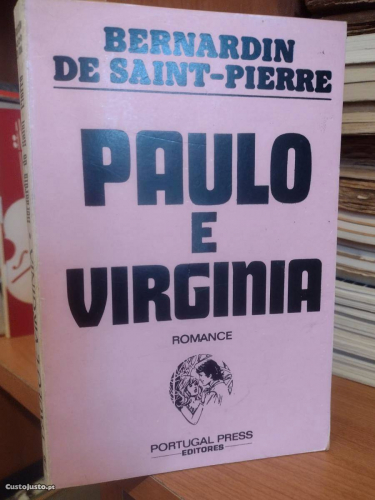 BERNARDIN
DE SAINT-PIERRE
PAULO
E
VIRGINIA
ROMANCE
PORTUGAL PRESS
EDITORES
CustoJusto.pt